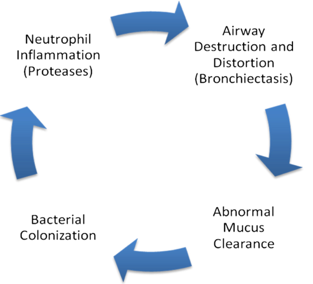 Neutrophil
Inflammation
(Proteases)
Airway
Destruction and
Distortion
(Bronchiectasis)
Abnormal
Mucus
Clearance
Bacterial
Colonization